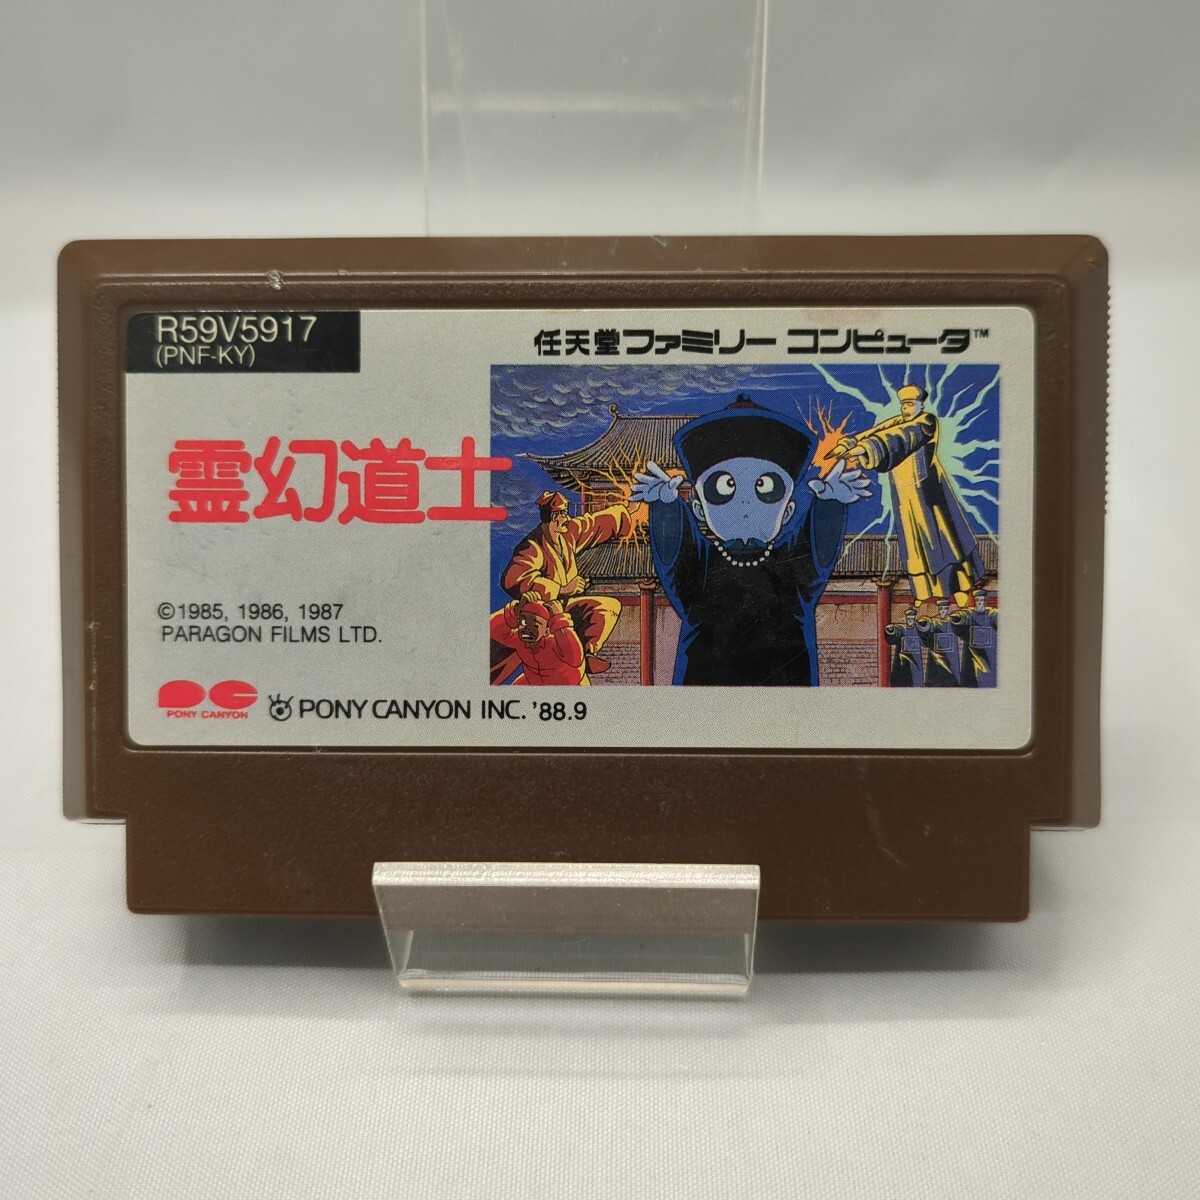 R59V5917
(PNF-KY)
任天堂ファミリーコンピュータ™
霊幻道士
©1985, 1986, 1987
PARAGON FILMS LTD.
PONY CANYON
PONY CANYON INC. '88.9